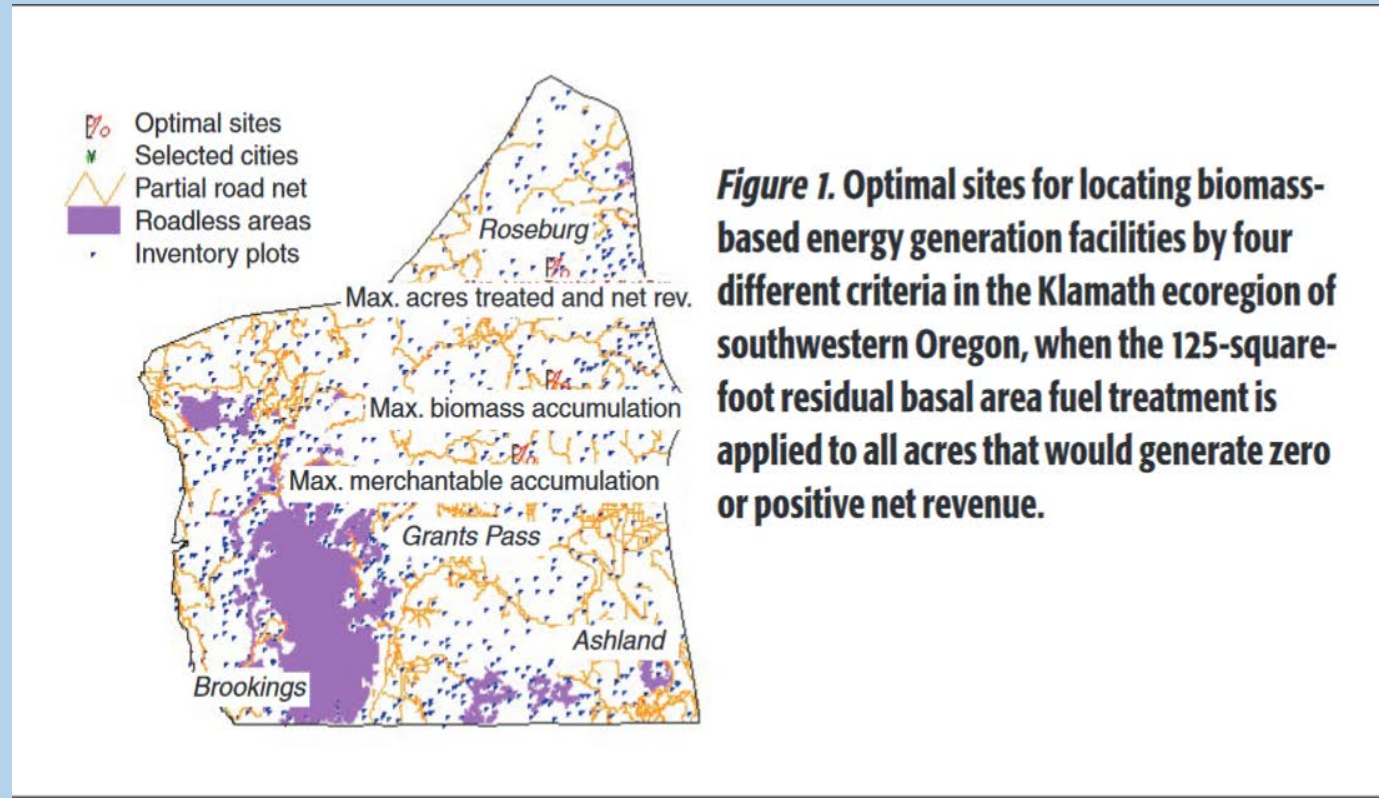 Optimal sites
Selected cities
Partial road net
Roadless areas
Inventory plots
Roseburg
Max. acres treated and net rev.
Max. biomass accumulation
Max. merchantable accumulation
Grants Pass
Ashland
Brookings
Figure 1. Optimal sites for locating biomass-
based energy generation facilities by four
different criteria in the Klamath ecoregion of
southwestern Oregon, when the 125-square-
foot residual basal area fuel treatment is
applied to all acres that would generate zero
or positive net revenue.